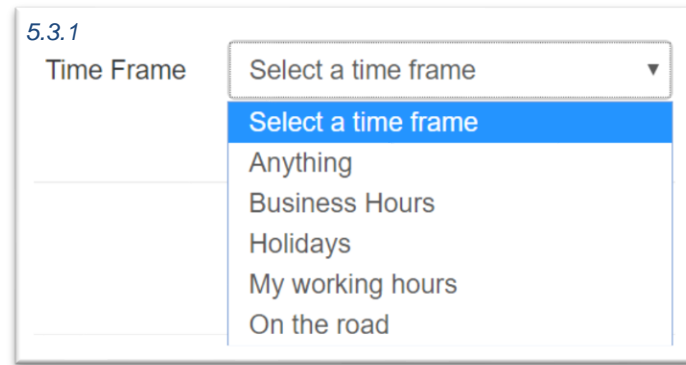 5.3.1
Time Frame Select a time frame
Select a time frame
Anything
Business Hours
Holidays
My working hours
On the road